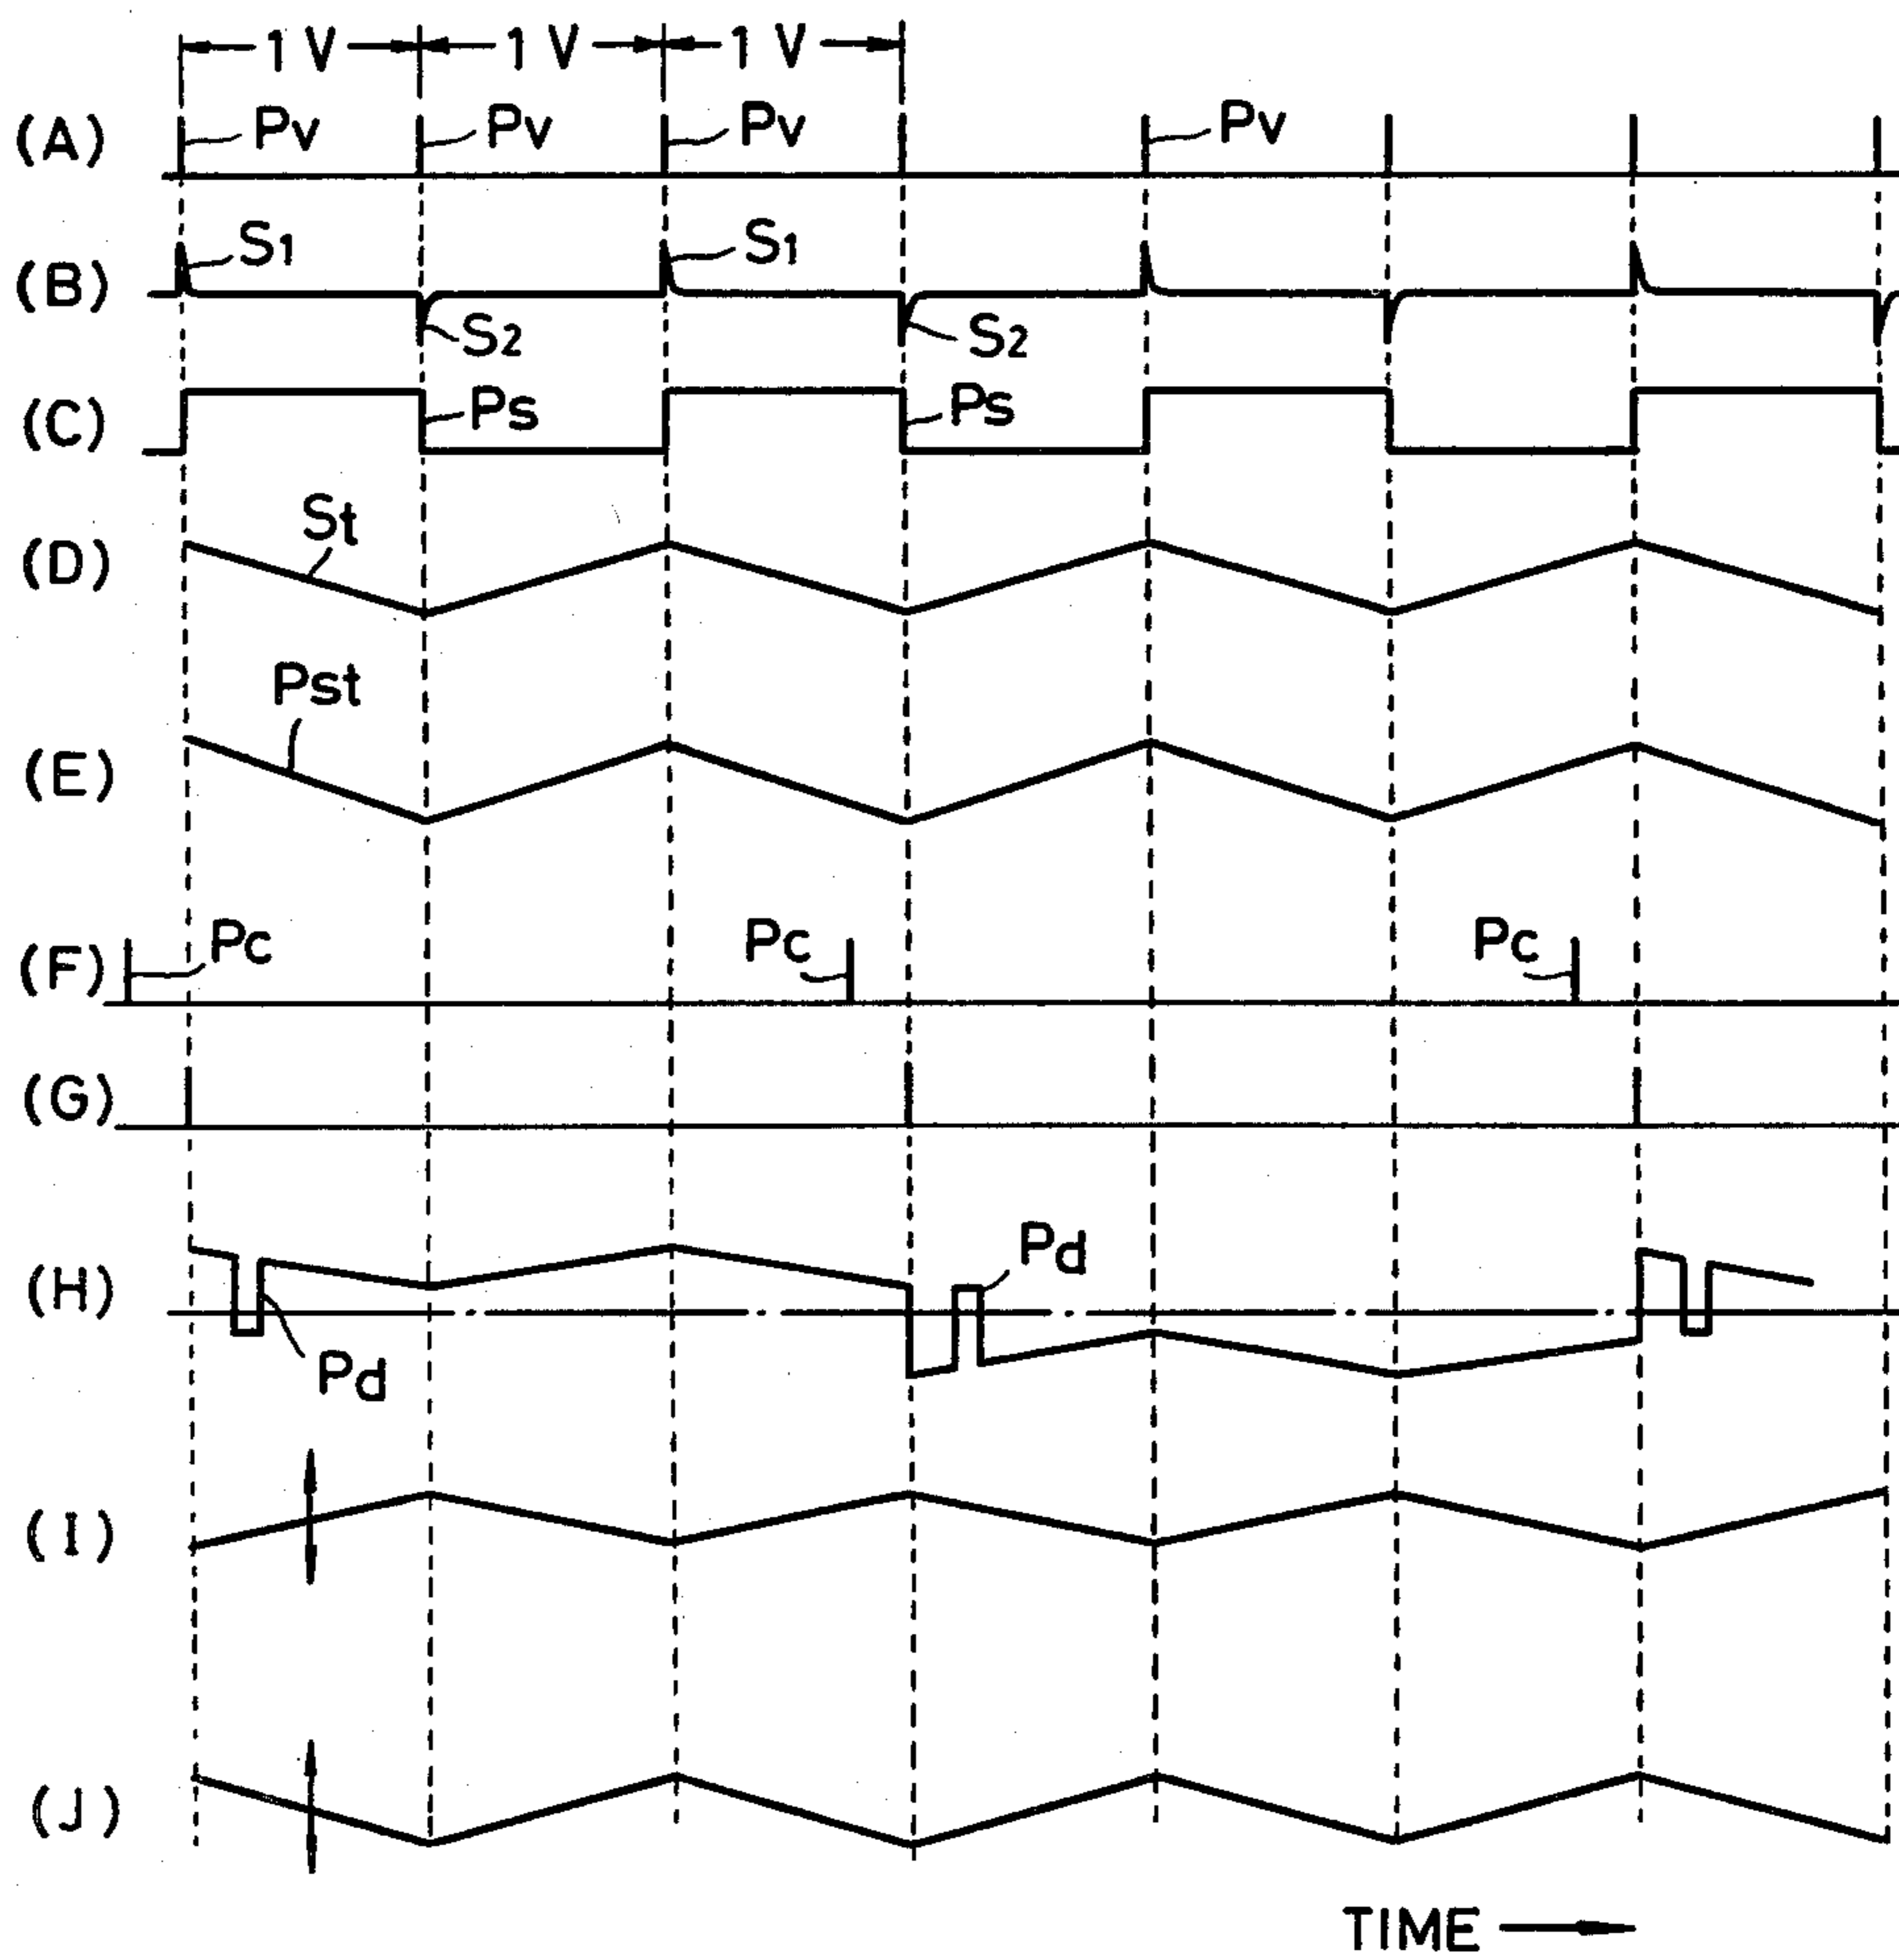 1 V 1 V 1 V
(A) Pv Pv Pv Pv
(B) S1 S1
S2 S2
(C) Ps Ps
(D) St
(E) Pst
(F) Pc Pc Pc
(G)
(H) Pd
Pd
(I)
(J)
TIME